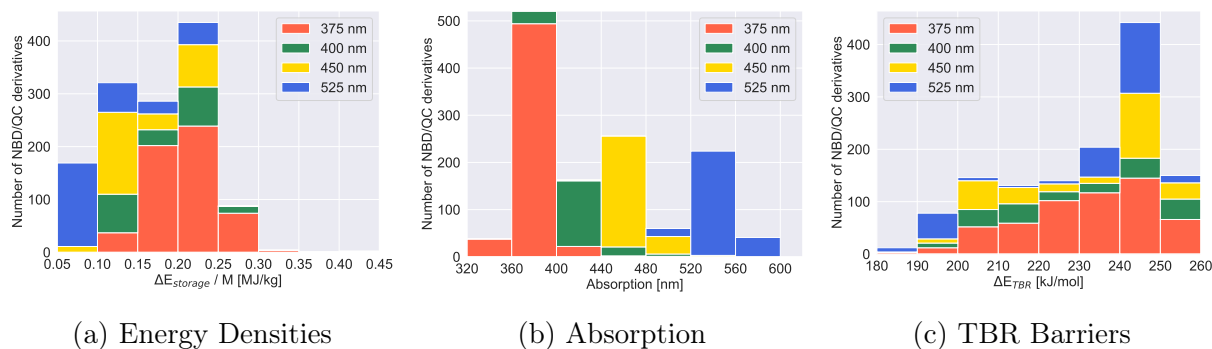 Number of NBD/QC derivatives
400
300
200
100
0
375 nm
400 nm
450 nm
525 nm
0.05 0.10 0.15 0.20 0.25 0.30 0.35 0.40 0.45
ΔE_storage / M [MJ/kg]
(a) Energy Densities
Number of NBD/QC derivatives
500
400
300
200
100
0
375 nm
400 nm
450 nm
525 nm
320 360 400 440 480 520 560 600
Absorption [nm]
(b) Absorption
Number of NBD/QC derivatives
400
300
200
100
0
375 nm
400 nm
450 nm
525 nm
180 190 200 210 220 230 240 250 260
ΔE_TBR [kJ/mol]
(c) TBR Barriers